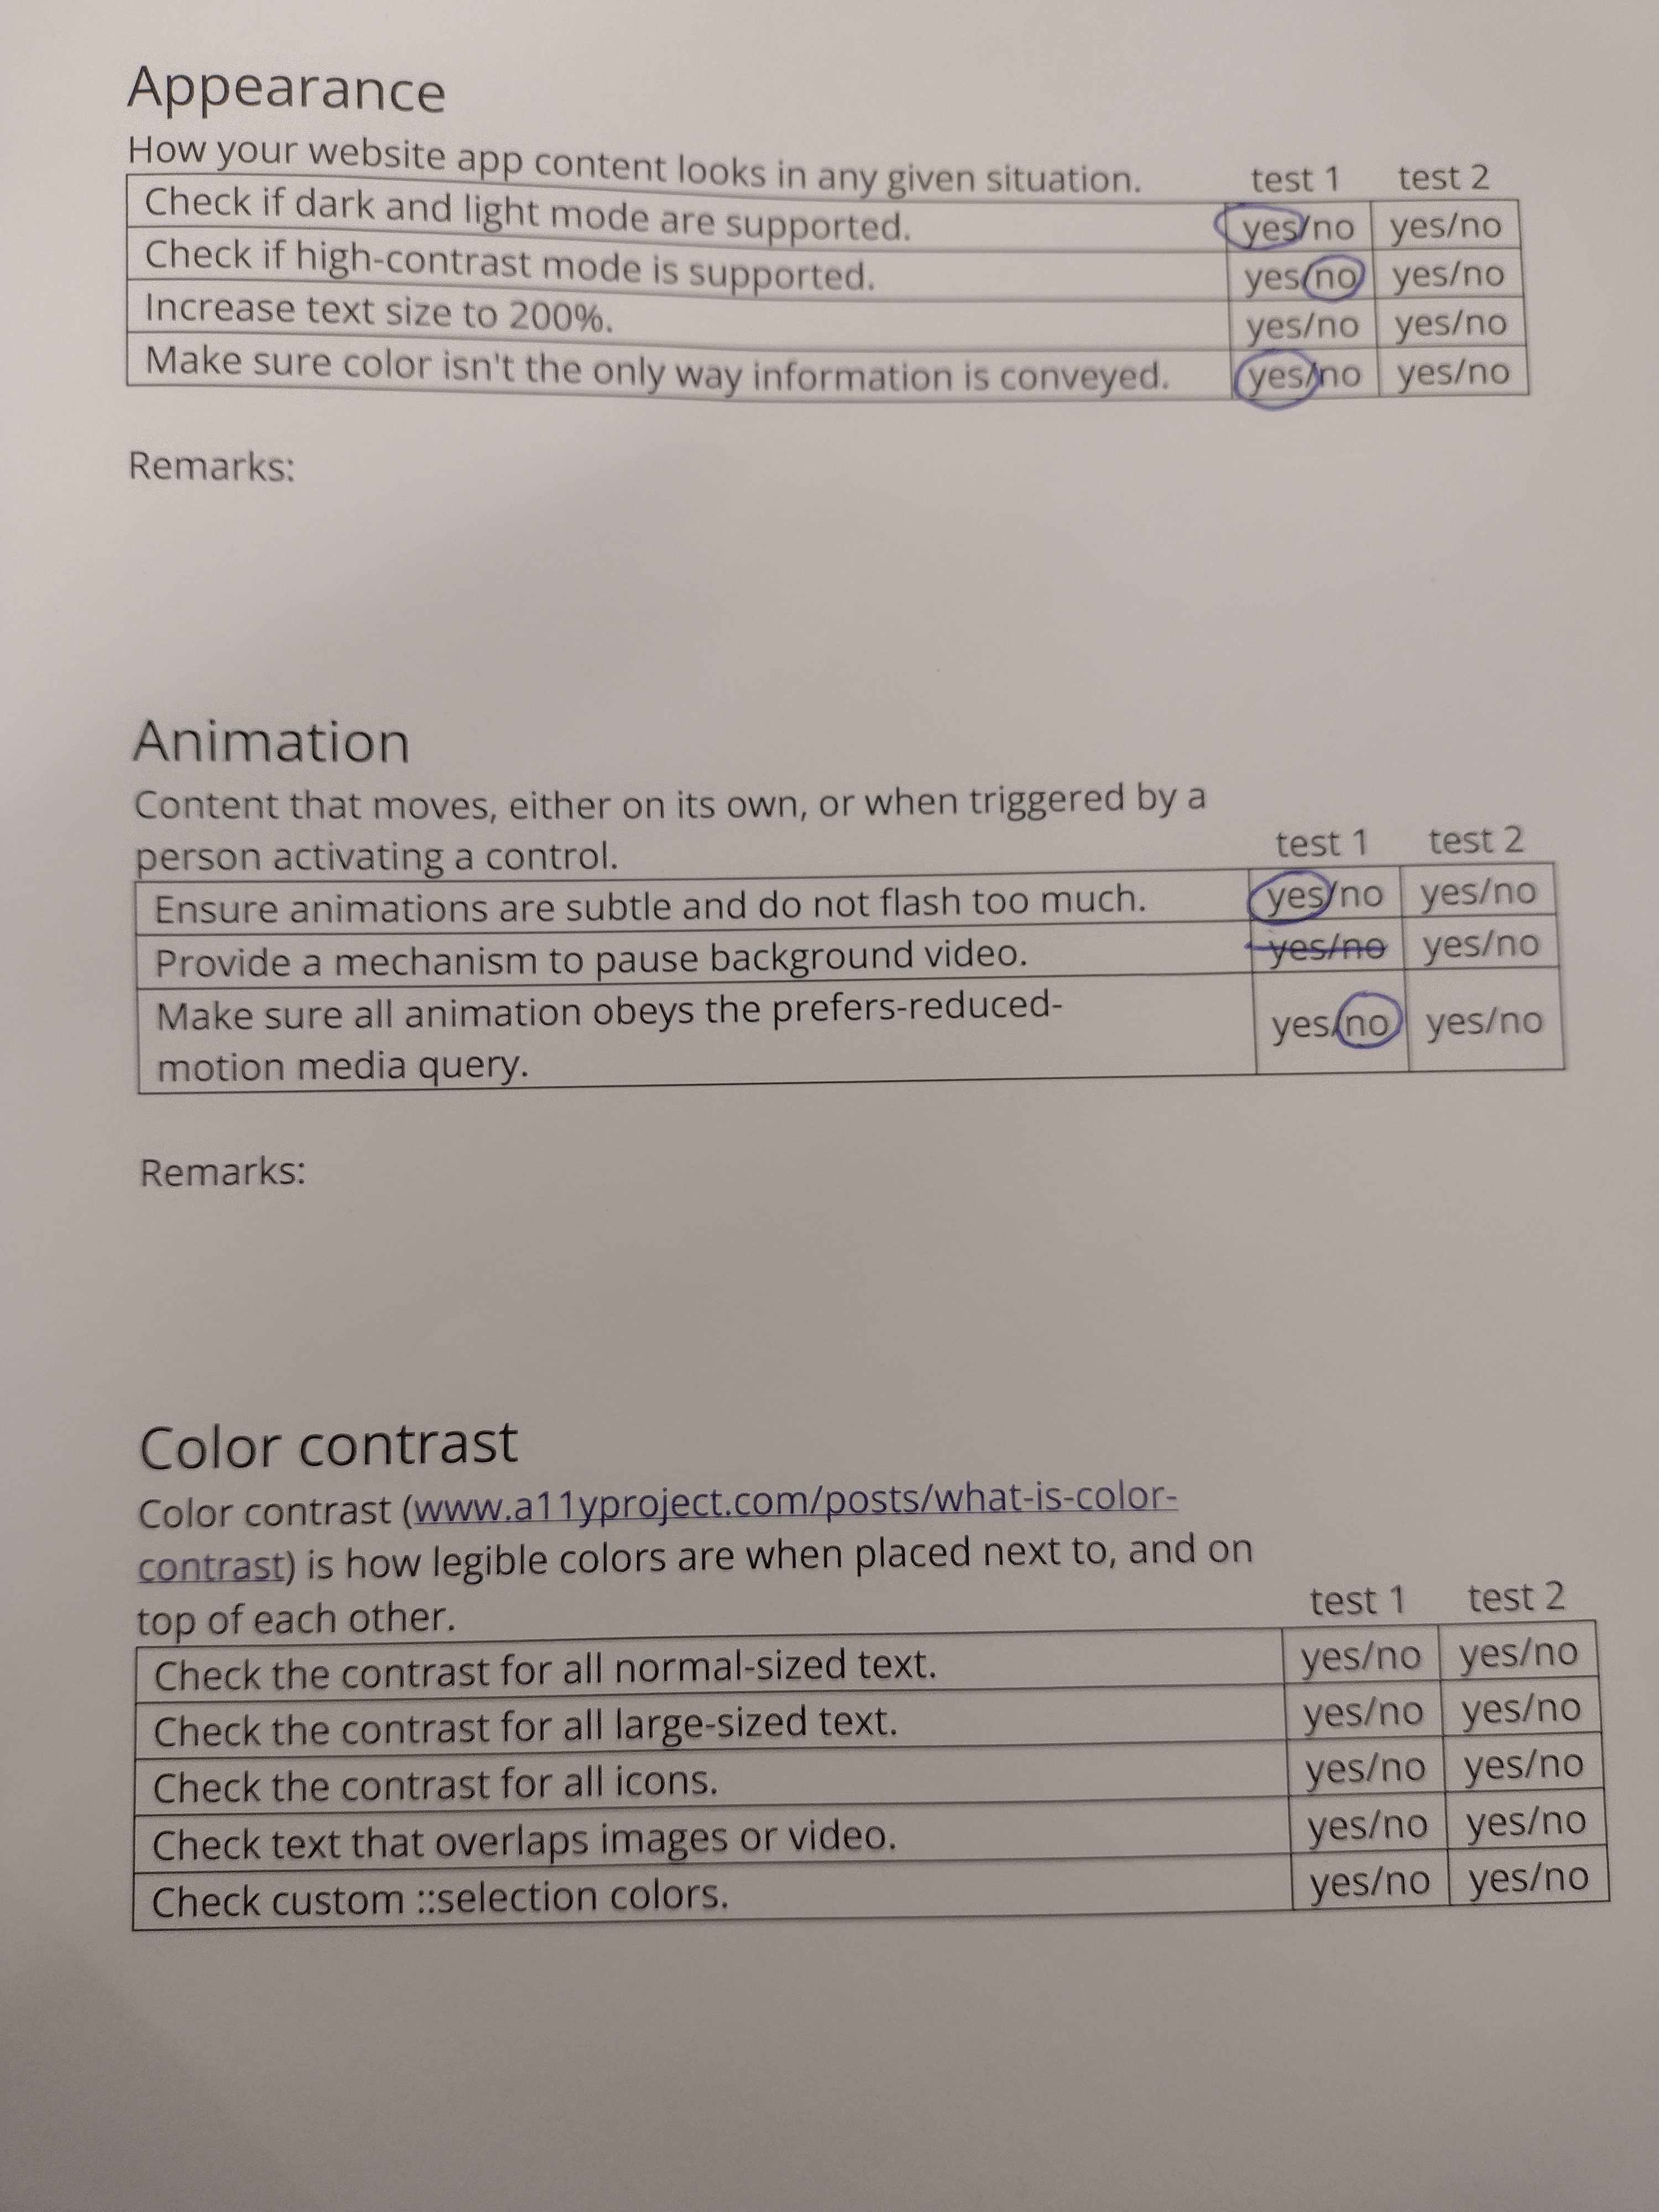 Appearance
How your website app content looks in any given situation. test 1 test 2
Check if dark and light mode are supported. yes/no yes/no
Check if high-contrast mode is supported. yes/no yes/no
Increase text size to 200%. yes/no yes/no
Make sure color isn't the only way information is conveyed. yes/no yes/no
Remarks:
Animation
Content that moves, either on its own, or when triggered by a
person activating a control. test 1 test 2
Ensure animations are subtle and do not flash too much. yes/no yes/no
Provide a mechanism to pause background video. yes/no yes/no
Make sure all animation obeys the prefers-reduced-
motion media query. yes/no yes/no
Remarks:
Color contrast
Color contrast (www.a11yproject.com/posts/what-is-color-
contrast) is how legible colors are when placed next to, and on
top of each other. test 1 test 2
Check the contrast for all normal-sized text. yes/no yes/no
Check the contrast for all large-sized text. yes/no yes/no
Check the contrast for all icons. yes/no yes/no
Check text that overlaps images or video. yes/no yes/no
Check custom ::selection colors. yes/no yes/no